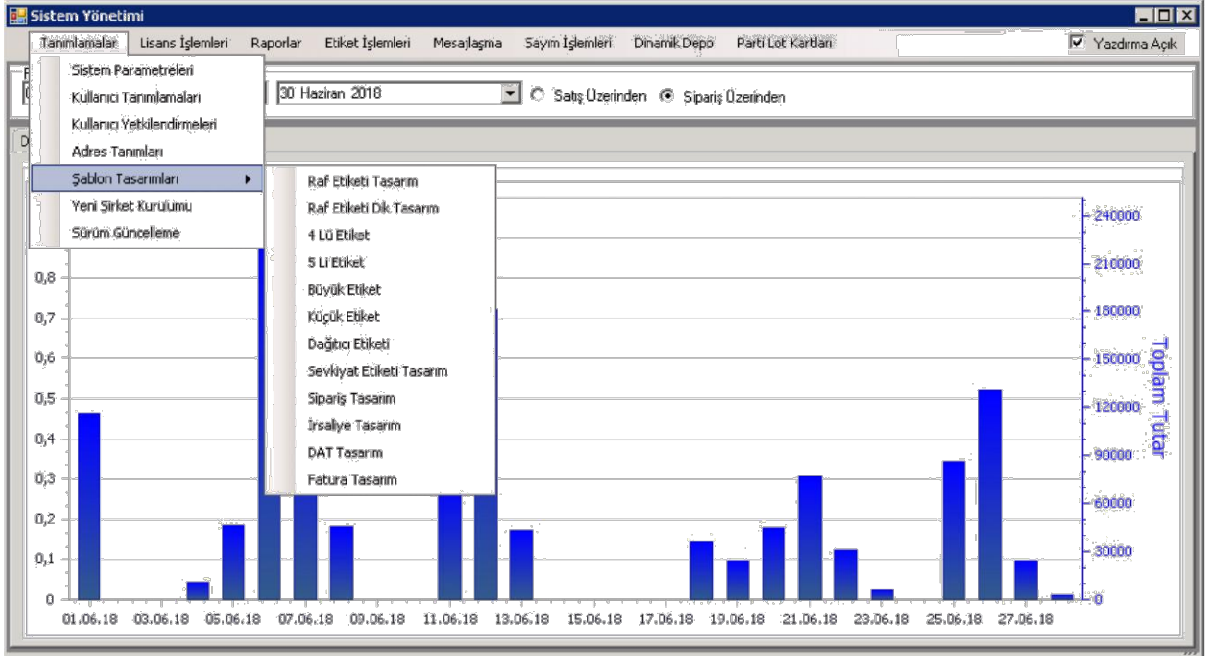 Sistem Yönetimi
Tanımlamalar Lisans İşlemleri Raporlar Etiket İşlemleri Mesajlaşma Sayım İşlemleri Dinamik Depo Parti Lot Kartları Yazdırma Açık
Sistem Parametreleri
Kullanıcı Tanımlamaları
Kullanıcı Yetkilendirmeleri
Adres Tanımları
Şablon Tasarımları
Yeni Şirket Kurulumu
Sürüm Güncelleme
30 Haziran 2018 Satış Üzerinden Sipariş Üzerinden
Raf Etiketi Tasarım
Raf Etiketi Dik Tasarım
4 Lü Etiket
5 Li Etiket
Büyük Etiket
Küçük Etiket
Dağıtıcı Etiketi
Sevkiyat Etiketi Tasarım
Sipariş Tasarım
İrsaliye Tasarım
DAT Tasarım
Fatura Tasarım
0,8
0,7
0,6
0,5
0,4
0,3
0,2
0,1
0
240000
210000
180000
150000
120000
90000
60000
30000
0
Toplam Tutar
01.06.18 03.06.18 05.06.18 07.06.18 09.06.18 11.06.18 13.06.18 15.06.18 17.06.18 19.06.18 21.06.18 23.06.18 25.06.18 27.06.18